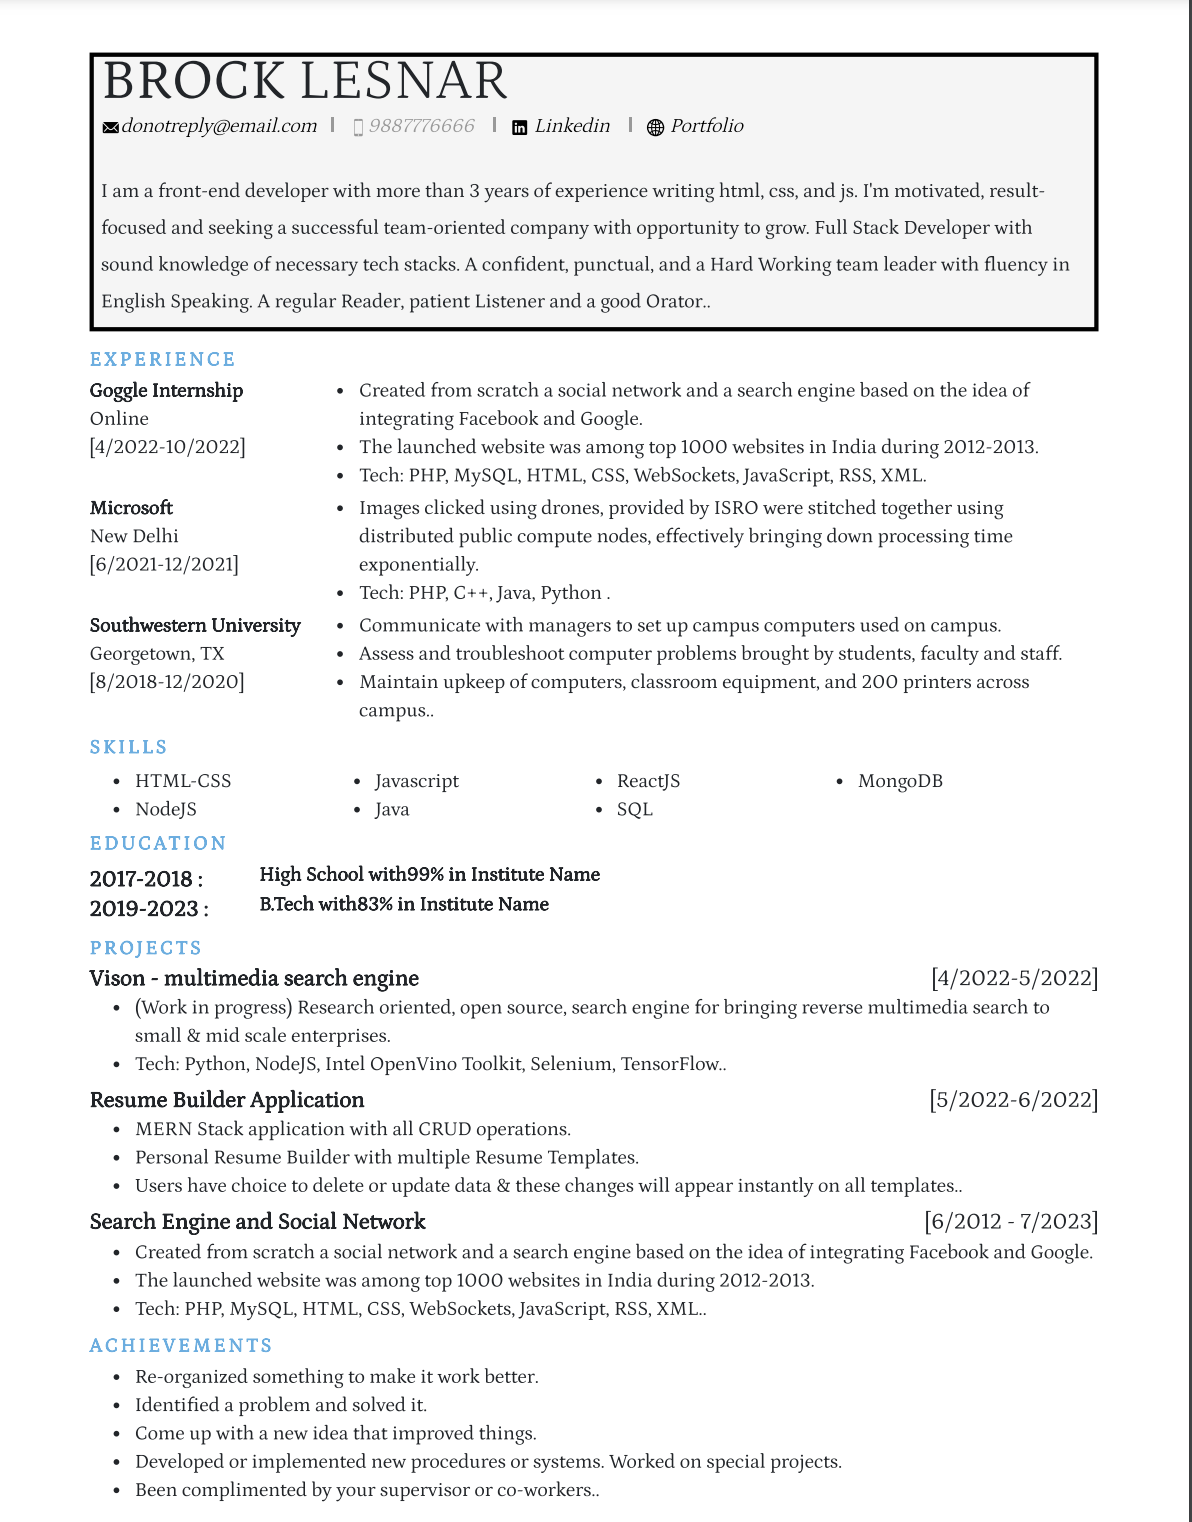 BROCK LESNAR
donotreply@email.com | 9887776666 | Linkedin | Portfolio
I am a front-end developer with more than 3 years of experience writing html, css, and js. I'm motivated, result-
focused and seeking a successful team-oriented company with opportunity to grow. Full Stack Developer with
sound knowledge of necessary tech stacks. A confident, punctual, and a Hard Working team leader with fluency in
English Speaking. A regular Reader, patient Listener and a good Orator..
EXPERIENCE
Goggle Internship
Online
[4/2022-10/2022]
• Created from scratch a social network and a search engine based on the idea of
integrating Facebook and Google.
• The launched website was among top 1000 websites in India during 2012-2013.
• Tech: PHP, MySQL, HTML, CSS, WebSockets, JavaScript, RSS, XML.
Microsoft
New Delhi
[6/2021-12/2021]
• Images clicked using drones, provided by ISRO were stitched together using
distributed public compute nodes, effectively bringing down processing time
exponentially.
• Tech: PHP, C++, Java, Python .
Southwestern University
Georgetown, TX
[8/2018-12/2020]
• Communicate with managers to set up campus computers used on campus.
• Assess and troubleshoot computer problems brought by students, faculty and staff.
• Maintain upkeep of computers, classroom equipment, and 200 printers across
campus..
SKILLS
• HTML-CSS • Javascript • ReactJS • MongoDB
• NodeJS • Java • SQL
EDUCATION
2017-2018 : High School with99% in Institute Name
2019-2023 : B.Tech with83% in Institute Name
PROJECTS
Vison - multimedia search engine [4/2022-5/2022]
• (Work in progress) Research oriented, open source, search engine for bringing reverse multimedia search to
small & mid scale enterprises.
• Tech: Python, NodeJS, Intel OpenVino Toolkit, Selenium, TensorFlow..
Resume Builder Application [5/2022-6/2022]
• MERN Stack application with all CRUD operations.
• Personal Resume Builder with multiple Resume Templates.
• Users have choice to delete or update data & these changes will appear instantly on all templates..
Search Engine and Social Network [6/2012 - 7/2023]
• Created from scratch a social network and a search engine based on the idea of integrating Facebook and Google.
• The launched website was among top 1000 websites in India during 2012-2013.
• Tech: PHP, MySQL, HTML, CSS, WebSockets, JavaScript, RSS, XML..
ACHIEVEMENTS
• Re-organized something to make it work better.
• Identified a problem and solved it.
• Come up with a new idea that improved things.
• Developed or implemented new procedures or systems. Worked on special projects.
• Been complimented by your supervisor or co-workers..